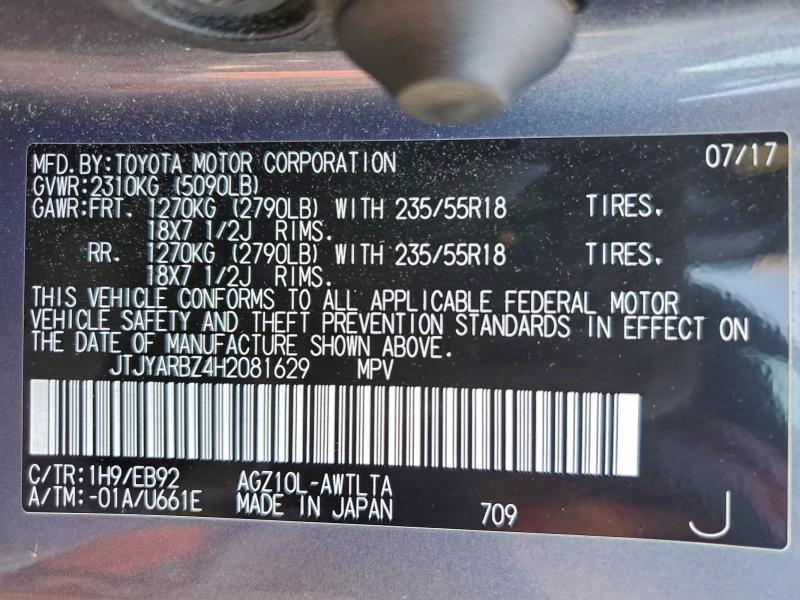 MFD. BY: TOYOTA MOTOR CORPORATION 07/17
GVWR: 2310KG (5090LB)
GAWR: FRT. 1270KG (2790LB) WITH 235/55R18 TIRES.
18X7 1/2J RIMS.
RR. 1270KG (2790LB) WITH 235/55R18 TIRES.
18X7 1/2J RIMS.
THIS VEHICLE CONFORMS TO ALL APPLICABLE FEDERAL MOTOR
VEHICLE SAFETY AND THEFT PREVENTION STANDARDS IN EFFECT ON
THE DATE OF MANUFACTURE SHOWN ABOVE.
JTJYARBZ4H2081629 MPV
C/TR: 1H9/EB92 AGZ10L-AWTLTA
A/TM: -01A/U661E MADE IN JAPAN 709 J